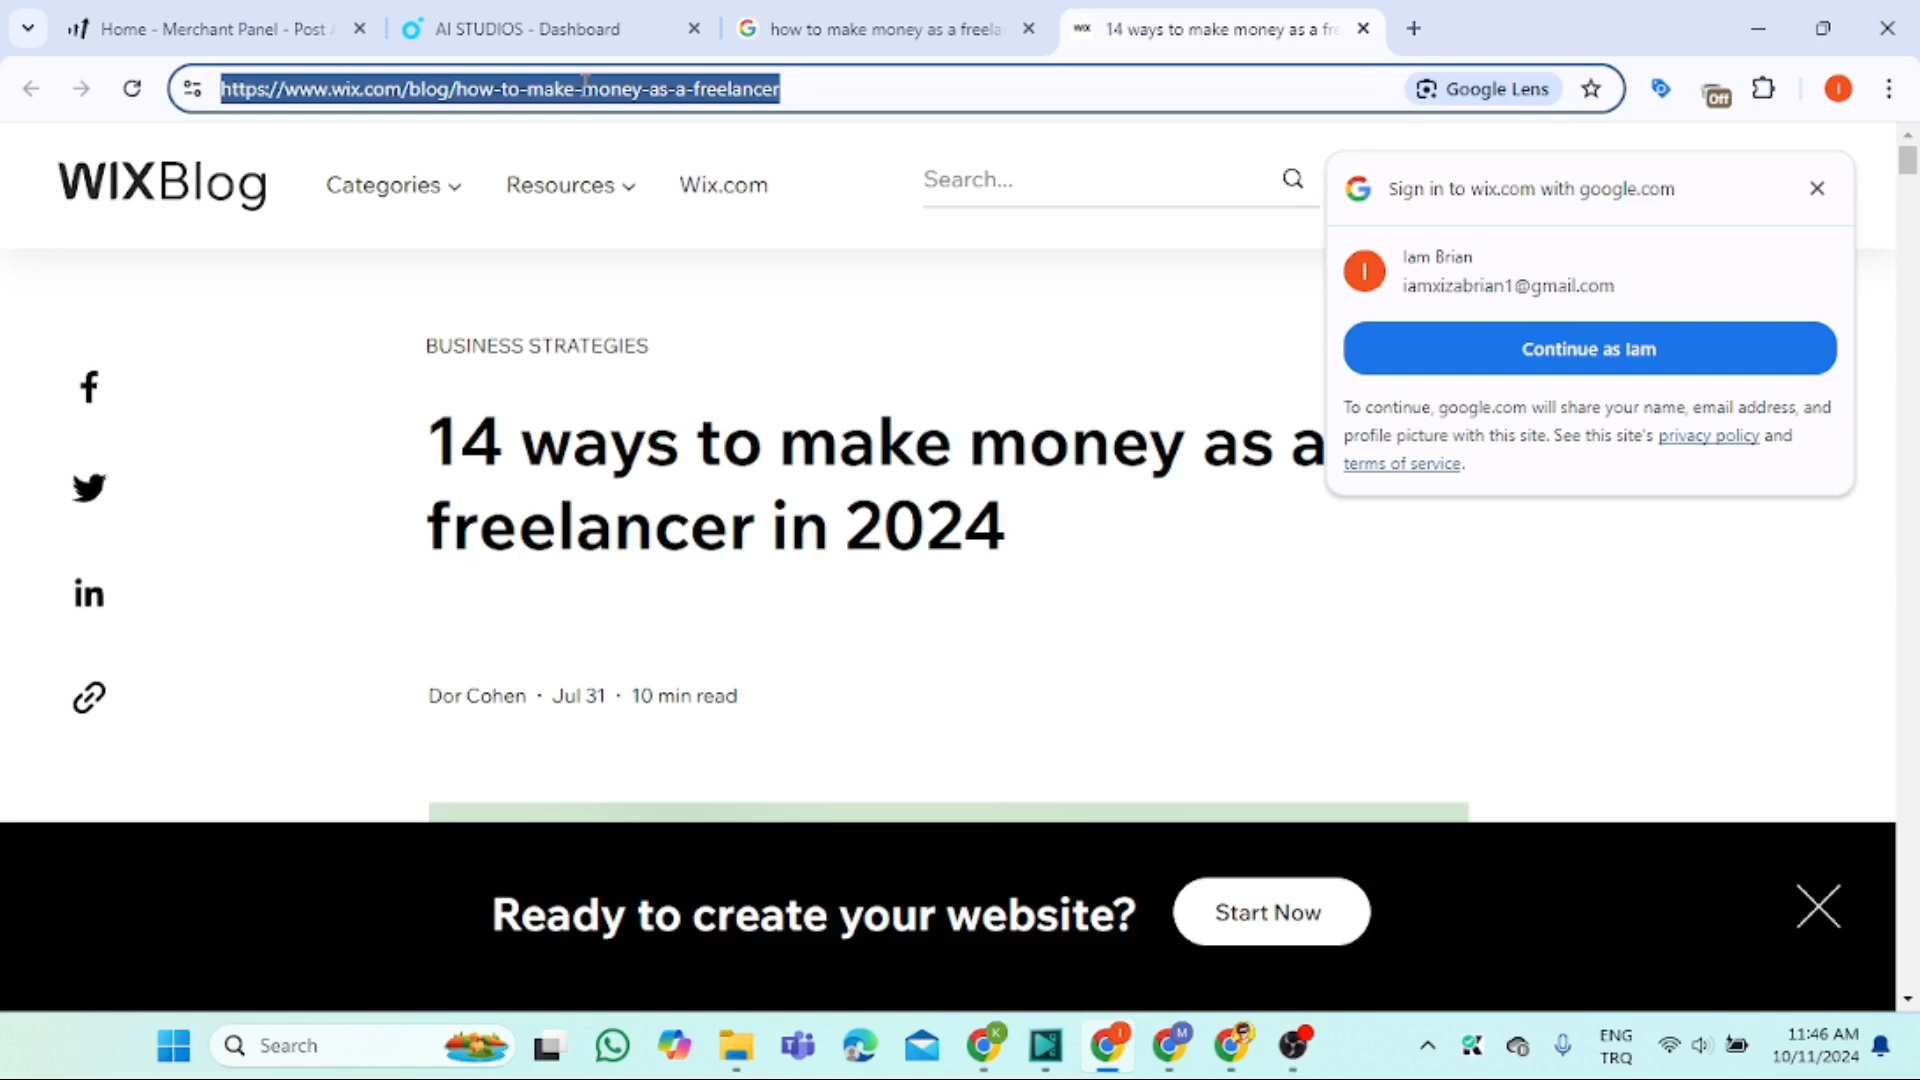 Home - Merchant Panel - Post A
AI STUDIOS - Dashboard
how to make money as a freela
WIX
14 ways to make money as a fre
https://www.wix.com/blog/how-to-make-money-as-a-freelancer
Google Lens
Off
I
WIXBlog
Categories
Resources
Wix.com
Search...
Sign in to wix.com with google.com
I
Iam Brian
iamxizabrian1@gmail.com
Continue as Iam
To continue, google.com will share your name, email address, and
profile picture with this site. See this site's privacy policy and
terms of service.
BUSINESS STRATEGIES
14 ways to make money as a
freelancer in 2024
Dor Cohen · Jul 31 · 10 min read
Ready to create your website?
Start Now
Search
K
I
M
ENG
TRQ
11:46 AM
10/11/2024